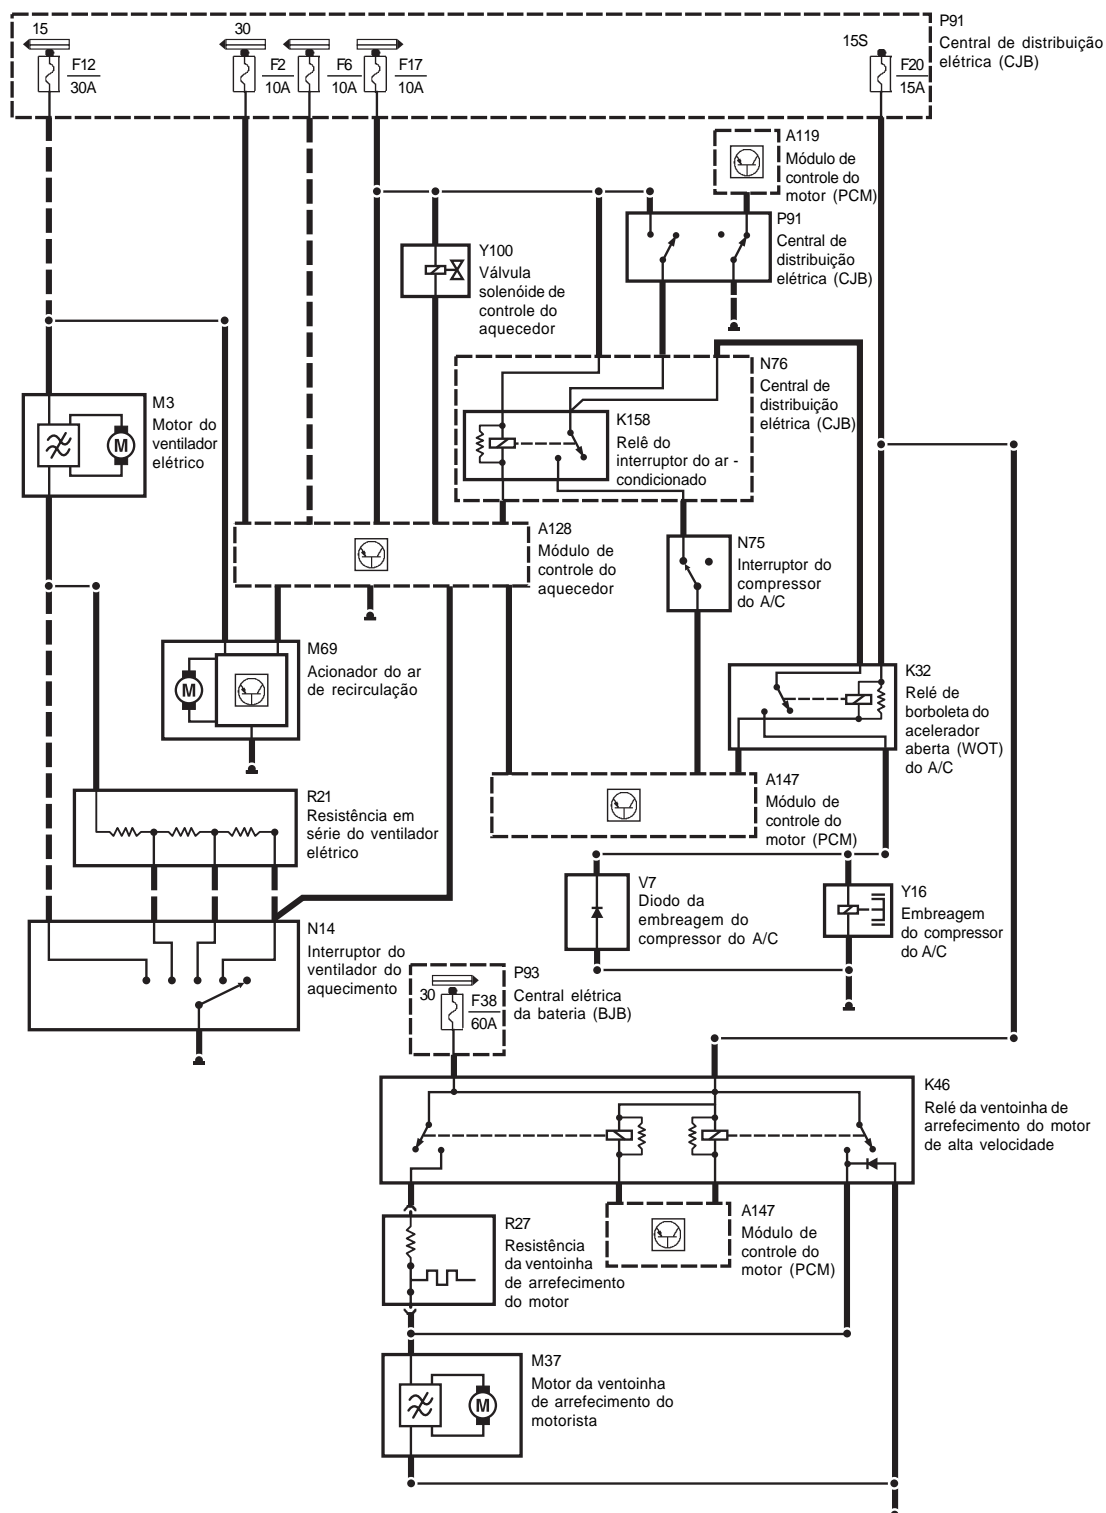 P91
Central de distribuição
elétrica (CJB)
15
30
15S
F12
30A
F2
10A
F6
10A
F17
10A
F20
15A
A119
Módulo de
controle do
motor (PCM)
P91
Central de
distribuição
elétrica (CJB)
Y100
Válvula
solenóide de
controle do
aquecedor
N76
Central de
distribuição
elétrica (CJB)
M3
Motor do
ventilador
elétrico
M
K158
Relê do
interruptor do ar -
condicionado
A128
Módulo de
controle do
aquecedor
N75
Interruptor do
compressor
do A/C
M69
Acionador do ar
de recirculação
M
K32
Relé de
borboleta do
acelerador
aberta (WOT)
do A/C
R21
Resistência em
série do ventilador
elétrico
A147
Módulo de
controle do
motor (PCM)
V7
Diodo da
embreagem do
compressor do A/C
Y16
Embreagem
do compressor
do A/C
N14
Interruptor do
ventilador do
aquecimento
P93
Central elétrica
da bateria (BJB)
30
F38
60A
K46
Relé da ventoinha de
arrefecimento do motor
de alta velocidade
R27
Resistência
da ventoinha
de arrefecimento
do motor
A147
Módulo de
controle do
motor (PCM)
M37
Motor da ventoinha
de arrefecimento do
motorista
M